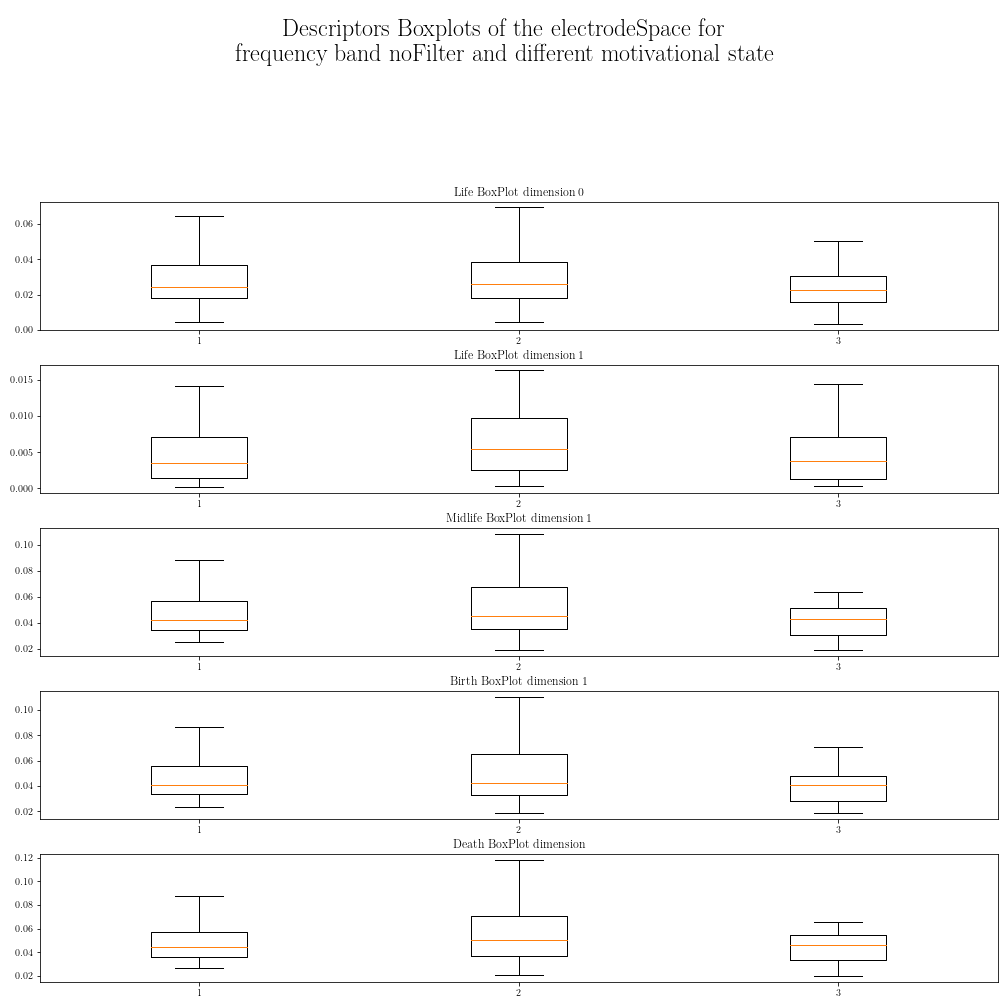 Descriptors Boxplots of the electrodeSpace for
frequency band noFilter and different motivational state
Life BoxPlot dimension 0
0.06
0.04
0.02
0.00
1 2 3
Life BoxPlot dimension 1
0.015
0.010
0.005
0.000
1 2 3
Midlife BoxPlot dimension 1
0.10
0.08
0.06
0.04
0.02
1 2 3
Birth BoxPlot dimension 1
0.10
0.08
0.06
0.04
0.02
1 2 3
Death BoxPlot dimension
0.12
0.10
0.08
0.06
0.04
0.02
1 2 3